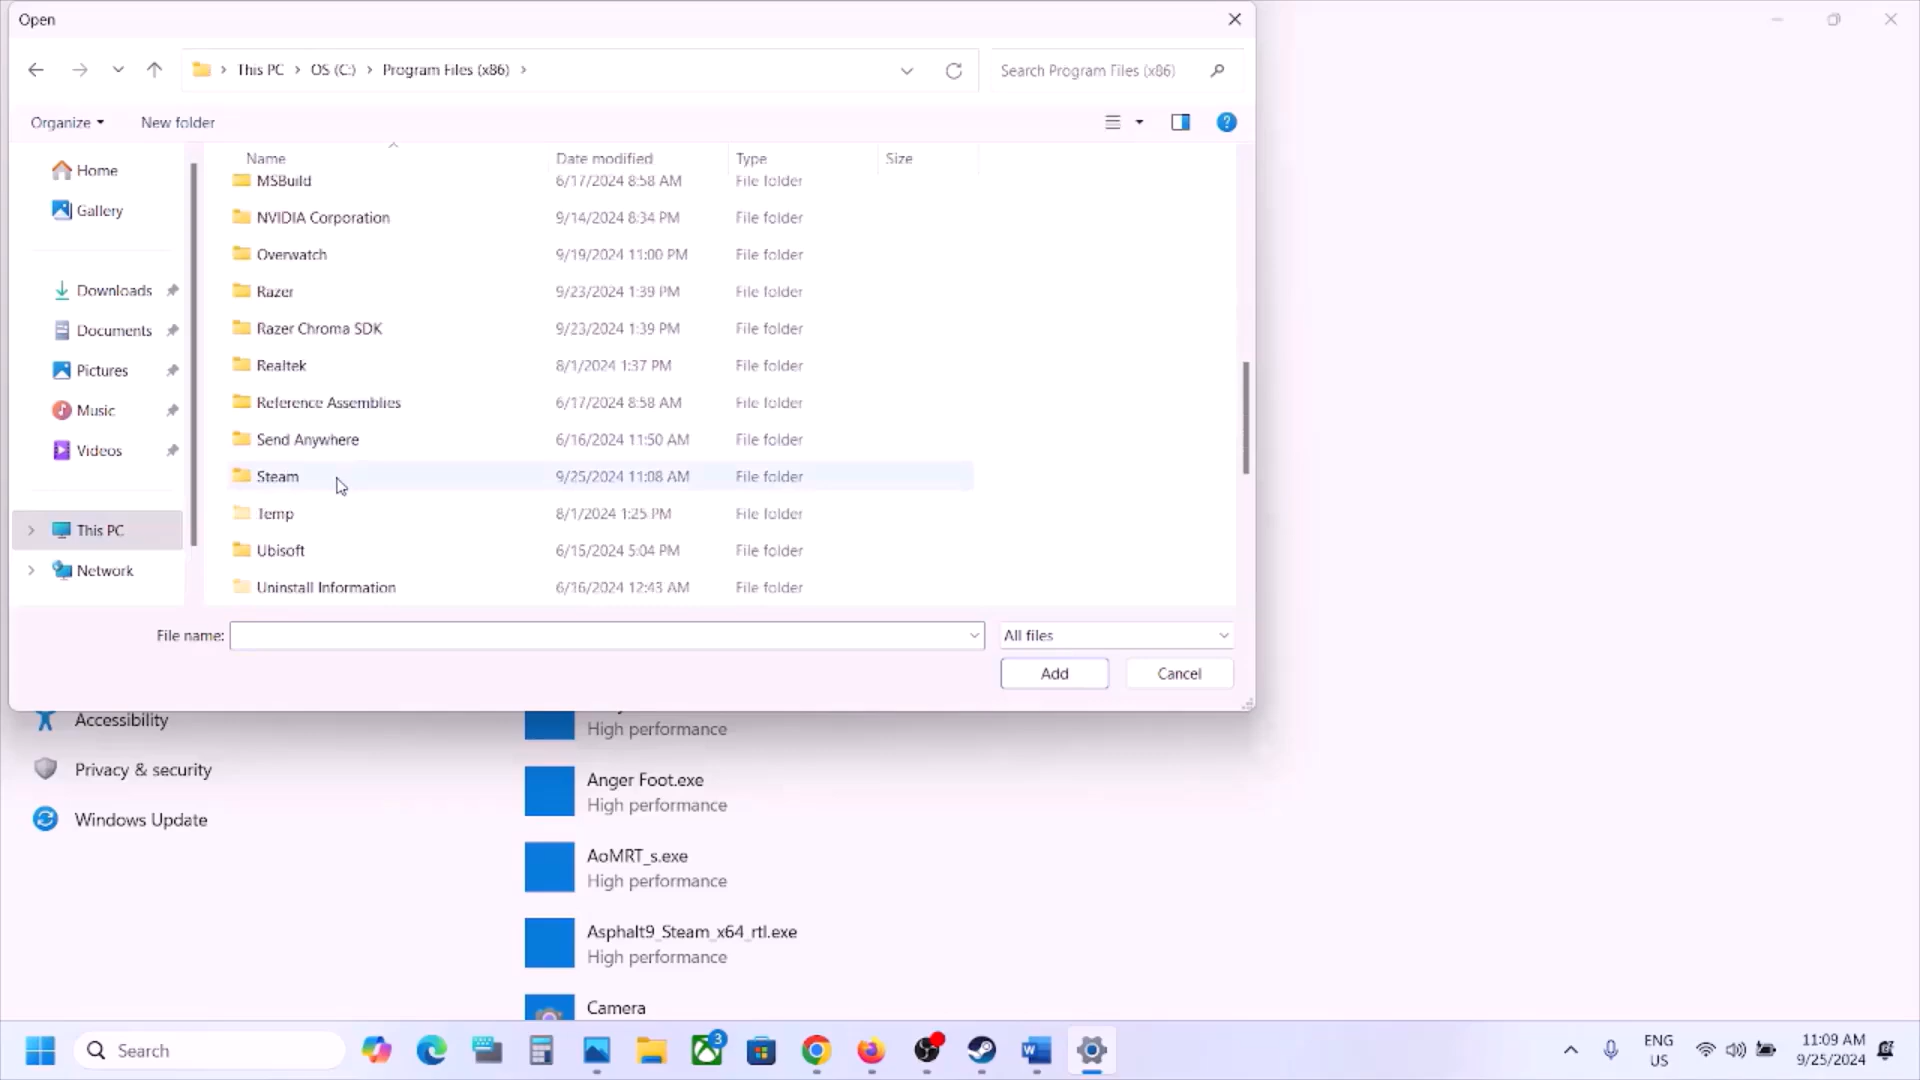 Open
This PC > OS (C:) > Program Files (x86) >
Search Program Files (x86)
Organize
New folder
Name
Date modified
Type
Size
Home
Gallery
Downloads
Documents
Pictures
Music
Videos
This PC
Network
MSBuild 6/17/2024 8:58 AM File folder
NVIDIA Corporation 9/14/2024 8:34 PM File folder
Overwatch 9/19/2024 11:00 PM File folder
Razer 9/23/2024 1:39 PM File folder
Razer Chroma SDK 9/23/2024 1:39 PM File folder
Realtek 8/1/2024 1:37 PM File folder
Reference Assemblies 6/17/2024 8:58 AM File folder
Send Anywhere 6/16/2024 11:50 AM File folder
Steam 9/25/2024 11:08 AM File folder
Temp 8/1/2024 1:25 PM File folder
Ubisoft 6/15/2024 5:04 PM File folder
Uninstall Information 6/16/2024 12:43 AM File folder
File name:
All files
Add
Cancel
Accessibility
Privacy & security
Windows Update
High performance
Anger Foot.exe
High performance
AoMRT_s.exe
High performance
Asphalt9_Steam_x64_rtl.exe
High performance
Camera
Search
3
ENG
US
11:09 AM
9/25/2024